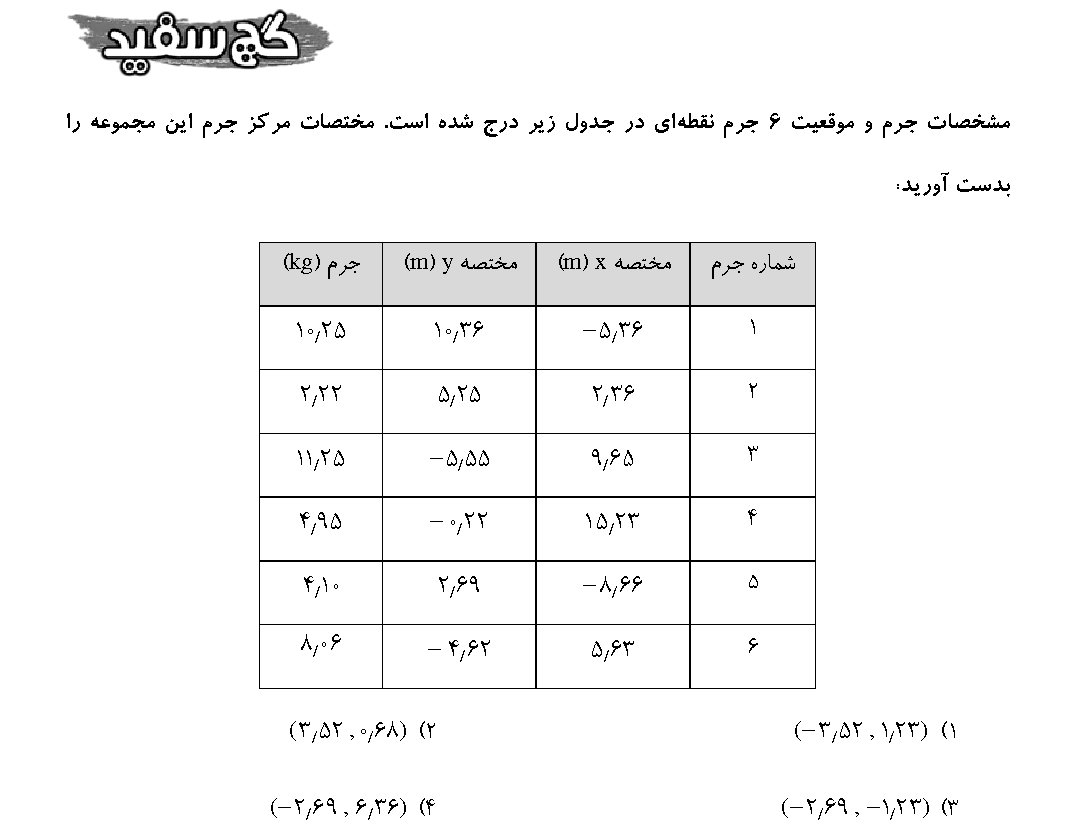 گچ سفید
مشخصات جرم و موقعیت ۶ جرم نقطه‌ای در جدول زیر درج شده است. مختصات مرکز جرم این مجموعه را
بدست آورید:
شماره جرم مختصه x (m) مختصه y (m) جرم (kg)
۱ −۵٫۳۶ ۱۰٫۳۶ ۱۰٫۲۵
۲ ۲٫۳۶ ۵٫۲۵ ۲٫۲۲
۳ ۹٫۶۵ −۵٫۵۵ ۱۱٫۲۵
۴ ۱۵٫۲۳ −۰٫۲۲ ۴٫۹۵
۵ −۸٫۶۶ ۲٫۶۹ ۴٫۱۰
۶ ۵٫۶۳ −۴٫۶۲ ۸٫۰۶
۱) (−۳٫۵۲ , ۱٫۲۳) ۲) (۳٫۵۲ , ۰٫۶۸)
۳) (−۲٫۶۹ , −۱٫۲۳) ۴) (−۲٫۶۹ , ۶٫۳۶)